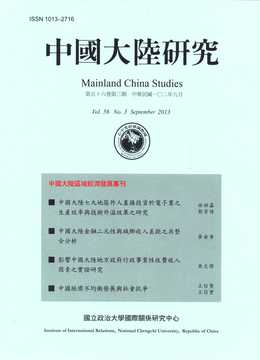 ISSN 1013-2716
中國大陸研究
Mainland China Studies
第五十六卷第三期 中華民國一〇二年九月
Vol. 56 No. 3 September 2013
中國大陸區域經濟發展專刊
中國大陸七大地區外人直接投資於電子業之
生產效率與技術外溢效果之研究
中國大陸金融二元性與城鄉收入差距之共整
合分析
影響中國大陸地方政府行政事業性收費收入
因素之實證研究
中國經濟不均衡發展與社會抗爭
國立政治大學國際關係研究中心
Institute of International Relations, National Chengchi University, Republic of China